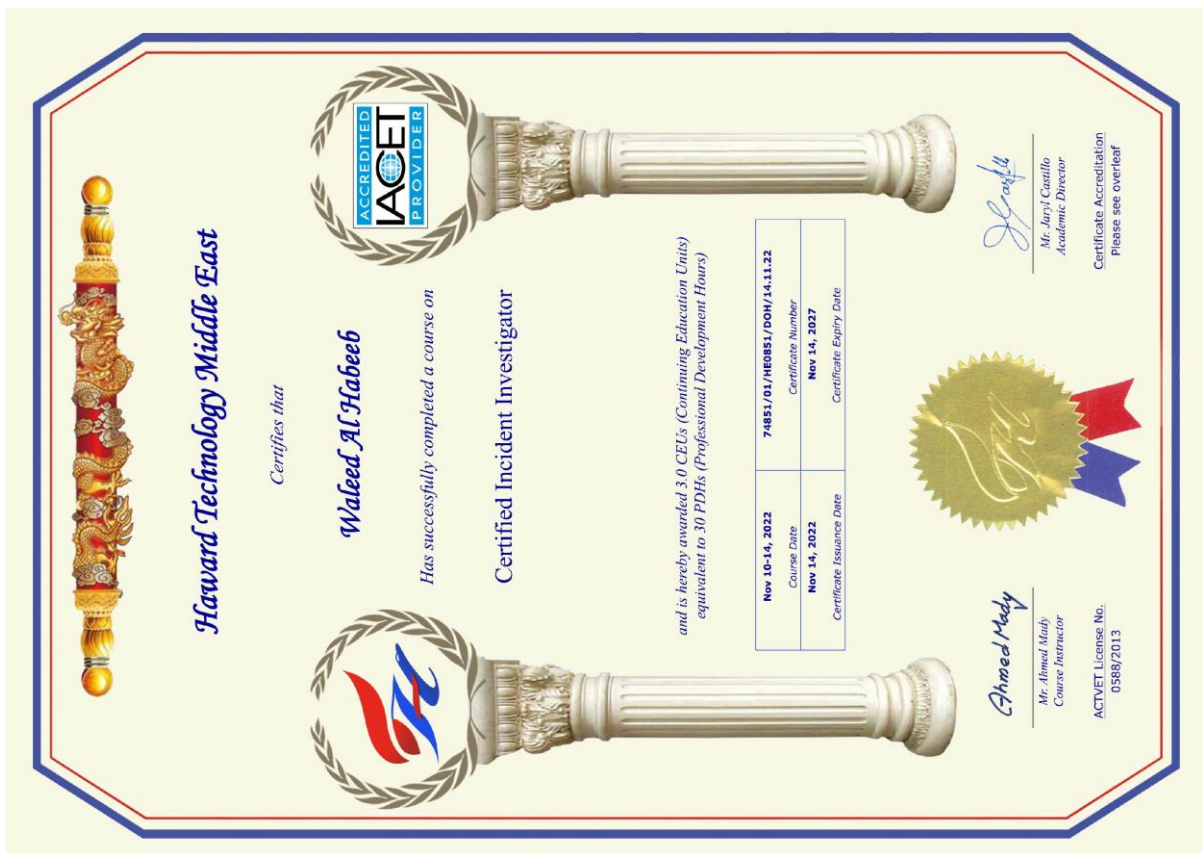 ACCREDITED
IACET
PROVIDER
Haward Technology Middle East
Certifies that
Waleed Al Habeeb
Has successfully completed a course on
Certified Incident Investigator
and is hereby awarded 3.0 CEUs (Continuing Education Units)
equivalent to 30 PDHs (Professional Development Hours)
Nov 10-14, 2022 74851/01/HE0851/DOH/14.11.22
Course Date Certificate Number
Nov 14, 2022 Nov 14, 2027
Certificate Issuance Date Certificate Expiry Date
Ahmed Mady
Mr. Ahmed Mady
Course Instructor
Mr. Jaryl Castillo
Academic Director
ACTVET License No.
0588/2013
Certificate Accreditation
Please see overleaf